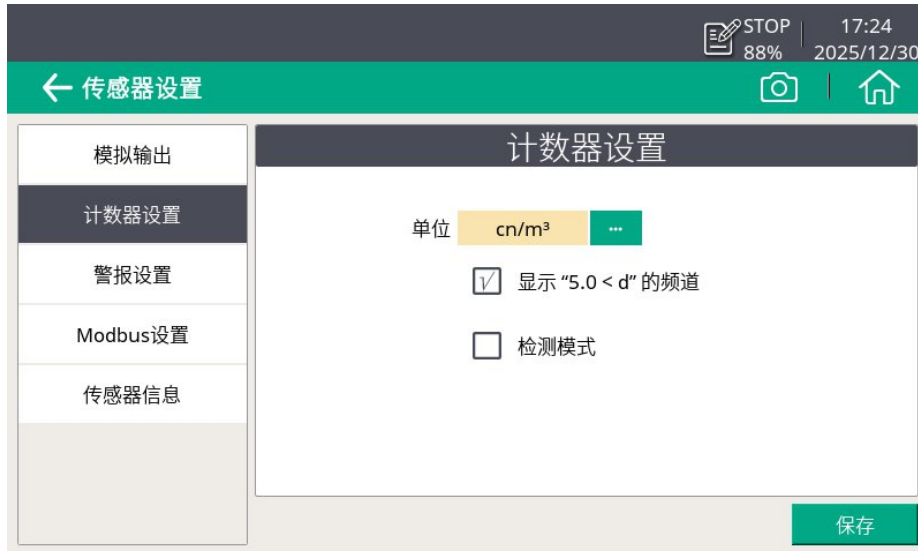 STOP
88%
17:24
2025/12/30
传感器设置
模拟输出
计数器设置
警报设置
Modbus设置
传感器信息
计数器设置
单位 cn/m³ ...
√ 显示 “5.0 < d” 的频道
检测模式
保存